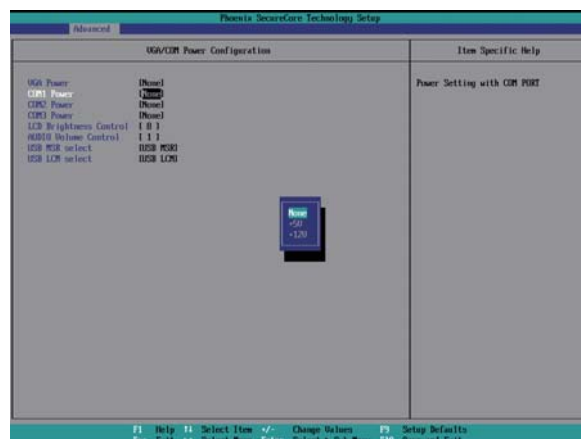 Phoenix SecureCore Technology Setup
Advanced
VGA/COM Power Configuration
Item Specific Help
VGA Power [None]
COM1 Power [None]
COM2 Power [None]
COM3 Power [None]
LCD Brightness Control [ 8 ]
AUDIO Volume Control [ 1 ]
USB MSR select [USB MSR]
USB LCM select [USB LCM]
Power Setting with COM PORT
None
+5V
+12V
F1 Help ↑↓ Select Item +/- Change Values F9 Setup Defaults